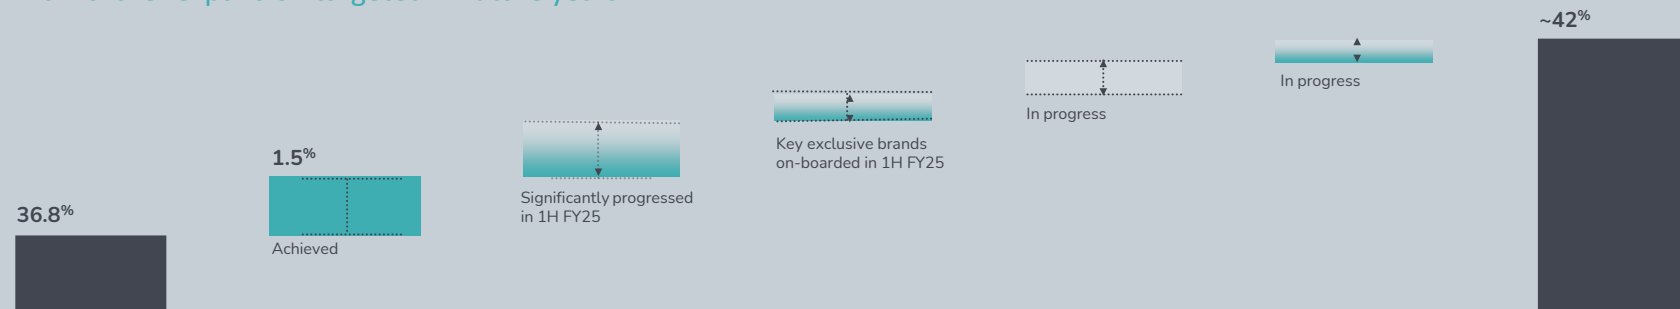 36.8%
1.5%
Achieved
Significantly progressed
in 1H FY25
Key exclusive brands
on-boarded in 1H FY25
In progress
In progress
~42%